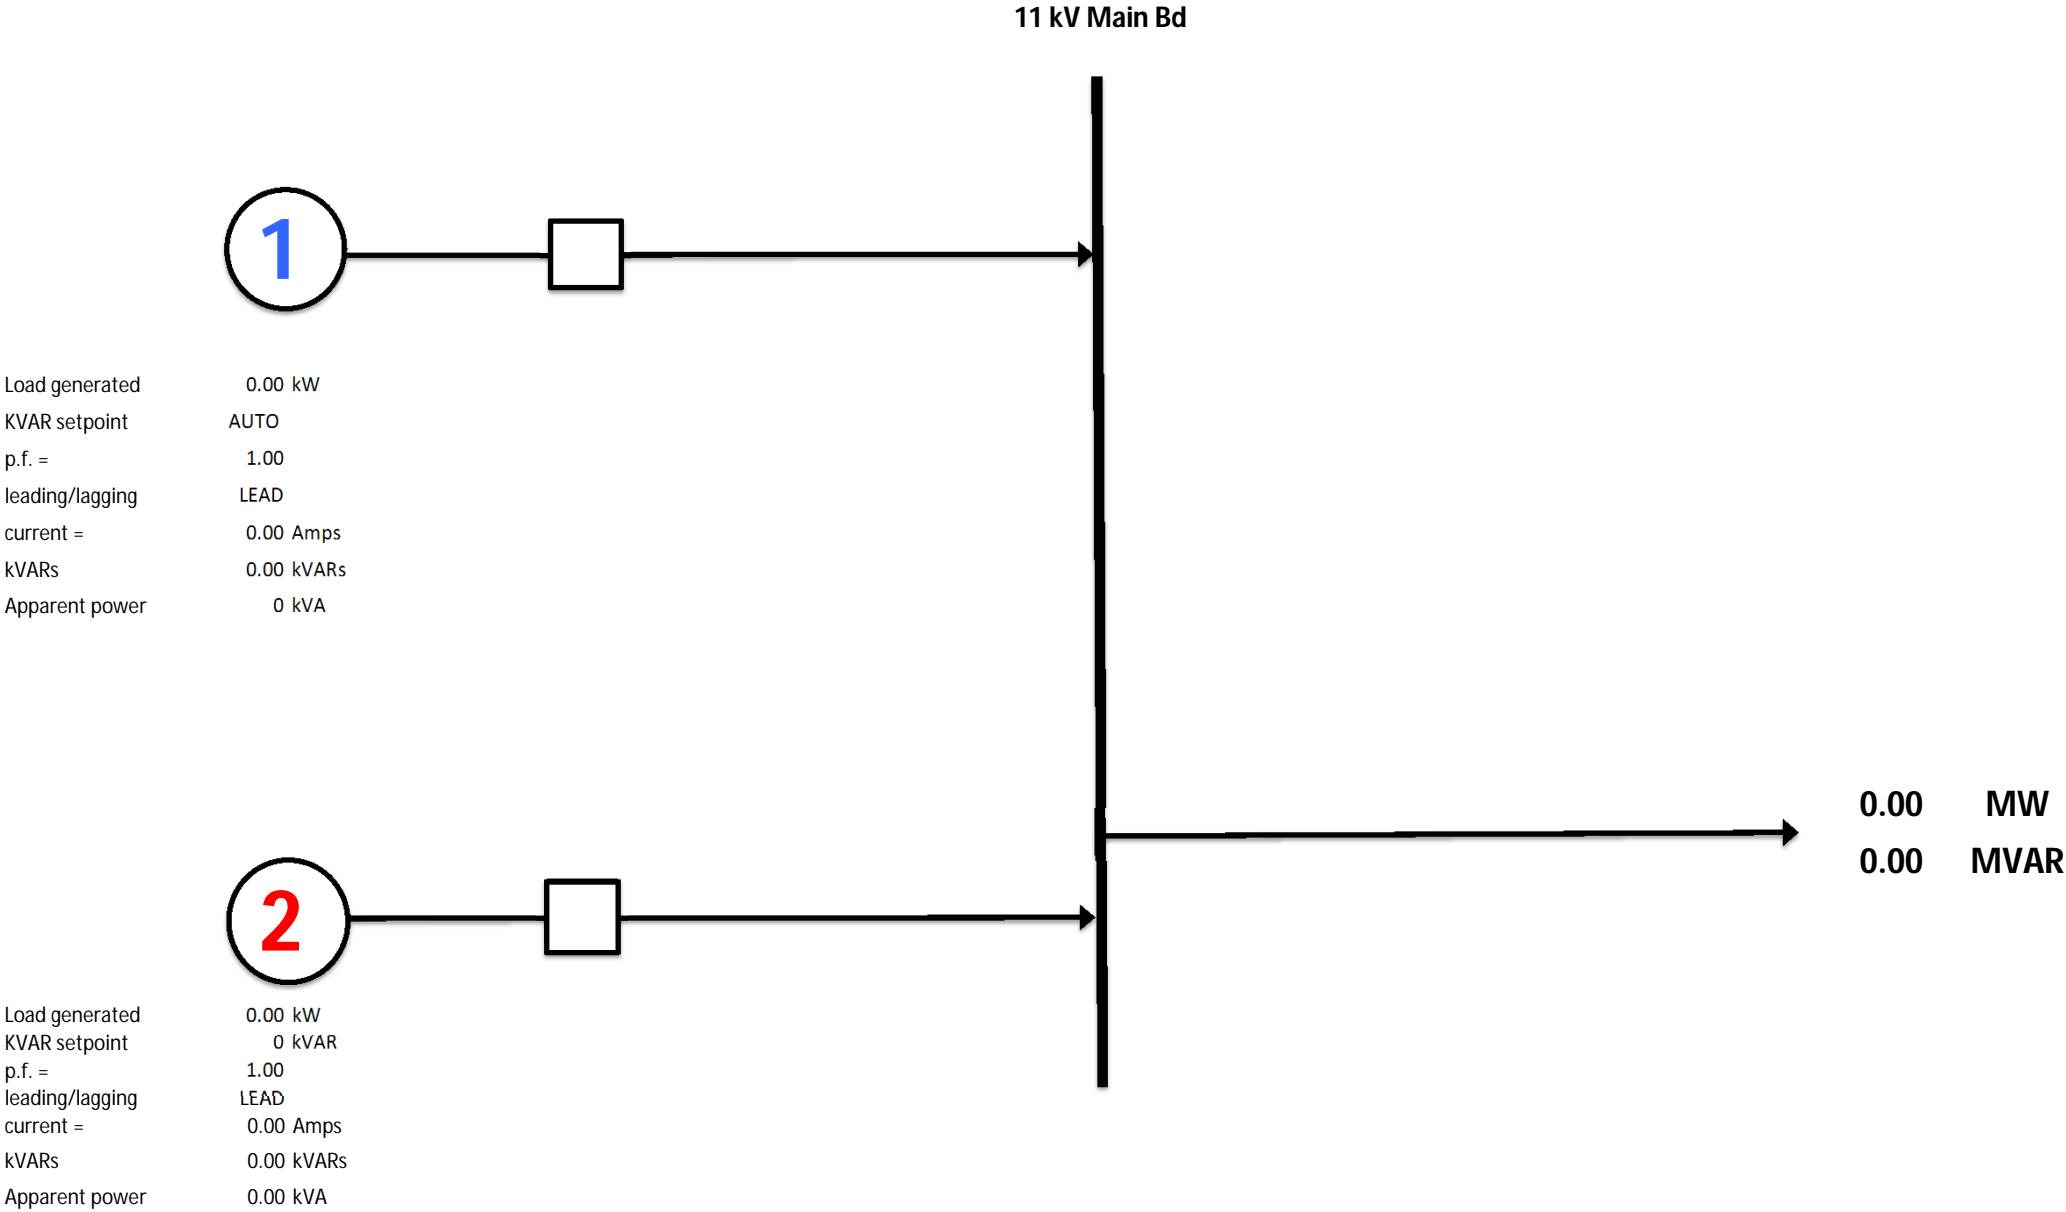 11 kV Main Bd
1
Load generated 0.00 kW
KVAR setpoint AUTO
p.f. = 1.00
leading/lagging LEAD
current = 0.00 Amps
kVARs 0.00 kVARs
Apparent power 0 kVA
0.00 MW
0.00 MVAR
2
Load generated 0.00 kW
KVAR setpoint 0 kVAR
p.f. = 1.00
leading/lagging LEAD
current = 0.00 Amps
kVARs 0.00 kVARs
Apparent power 0.00 kVA